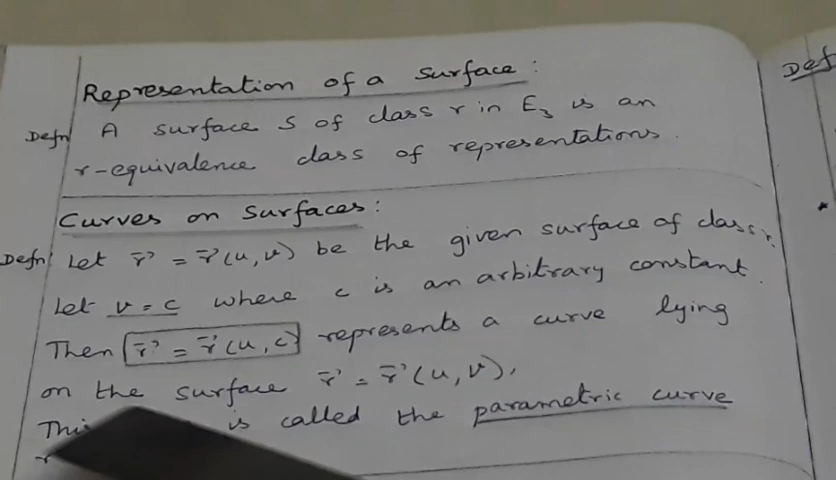 Representation of a surface:
Defn A surface S of class r in E₃ is an
r-equivalence class of representations.
Curves on surfaces:
Defn: Let r⃗ = r⃗(u,v) be the given surface of class r.
Let v=c where c is an arbitrary constant.
Then r⃗ = r⃗(u,c) represents a curve lying
on the surface r⃗ = r⃗(u,v).
This is called the parametric curve
Def